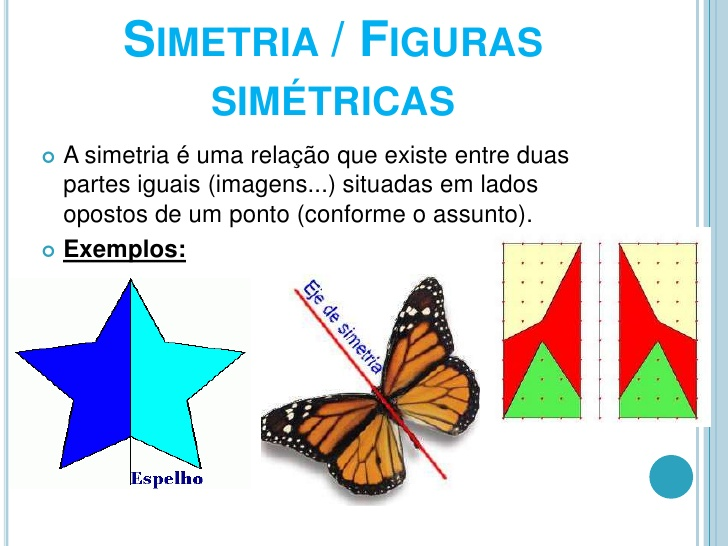 SIMETRIA / FIGURAS
SIMÉTRICAS
A simetria é uma relação que existe entre duas
partes iguais (imagens...) situadas em lados
opostos de um ponto (conforme o assunto).
Exemplos:
Eje de simetria
Espelho